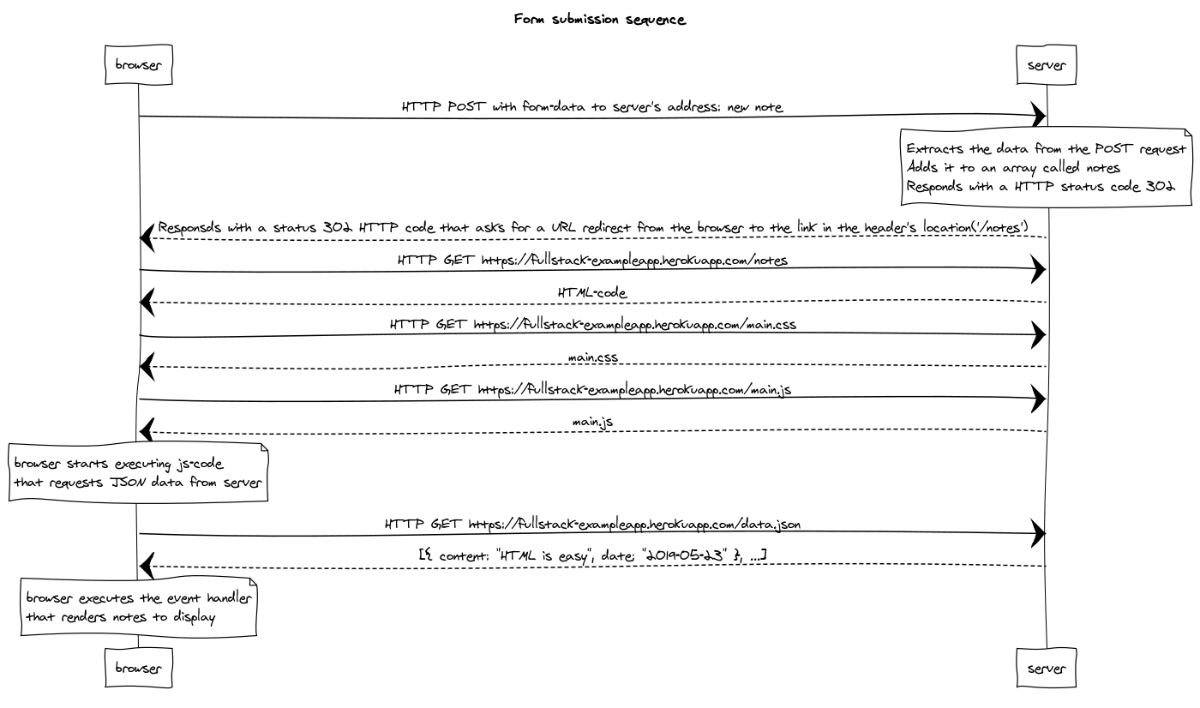 Form submission sequence
browser
server
HTTP POST with form-data to server's address: new note
Extracts the data from the POST request
Adds it to an array called notes
Responds with a HTTP status code 302
Responsds with a status 302 HTTP code that asks for a URL redirect from the browser to the link in the header's location('/notes')
HTTP GET https://fullstack-exampleapp.herokuapp.com/notes
HTML-code
HTTP GET https://fullstack-exampleapp.herokuapp.com/main.css
main.css
HTTP GET https://fullstack-exampleapp.herokuapp.com/main.js
main.js
browser starts executing js-code
that requests JSON data from server
HTTP GET https://fullstack-exampleapp.herokuapp.com/data.json
[{ content: "HTML is easy", date: "2019-05-23" }, ...]
browser executes the event handler
that renders notes to display
browser
server